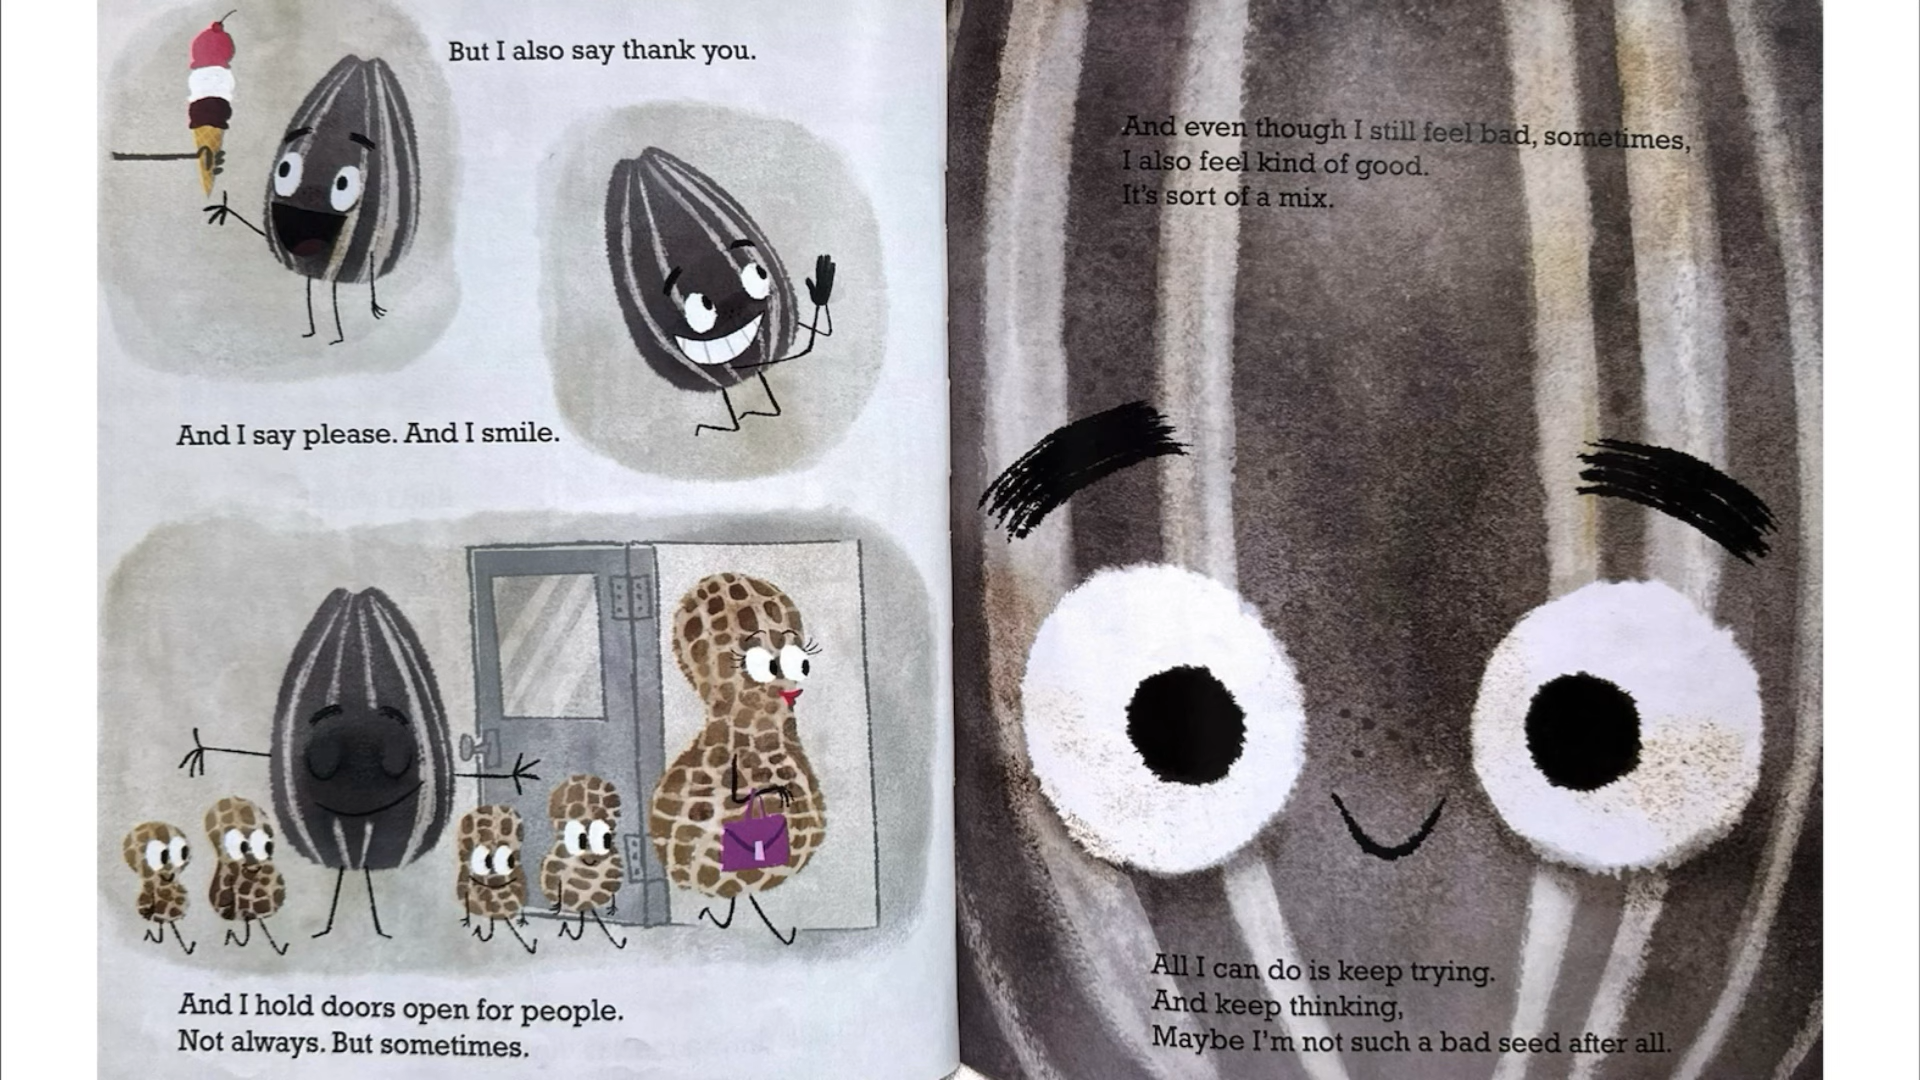 But I also say thank you.
And I say please. And I smile.
And I hold doors open for people.
Not always. But sometimes.
And even though I still feel bad, sometimes,
I also feel kind of good.
It's sort of a mix.
All I can do is keep trying.
And keep thinking,
Maybe I'm not such a bad seed after all.